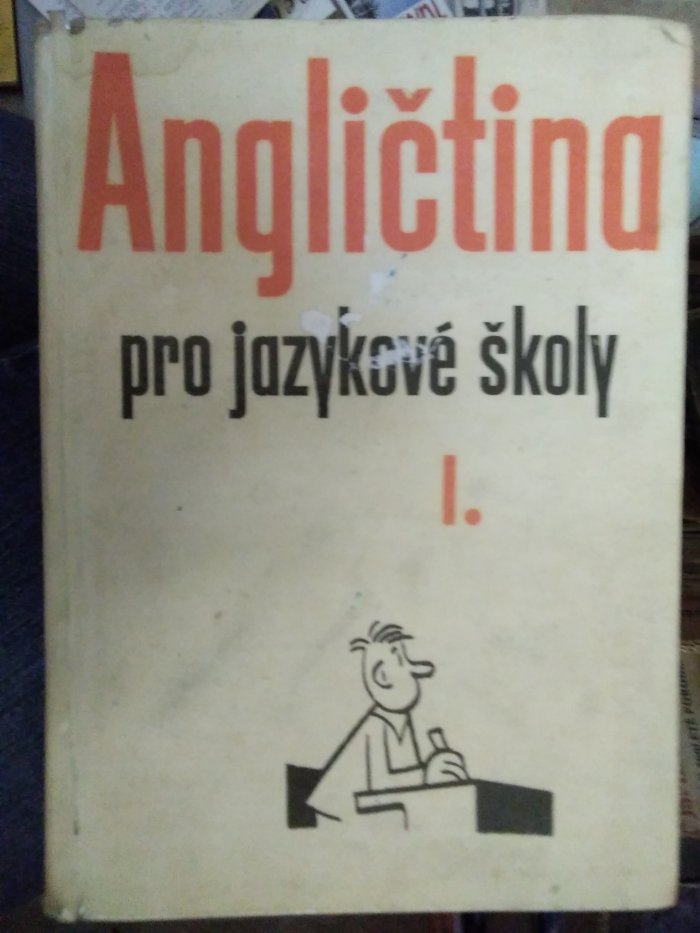 Angličtina
pro jazykové školy
I.